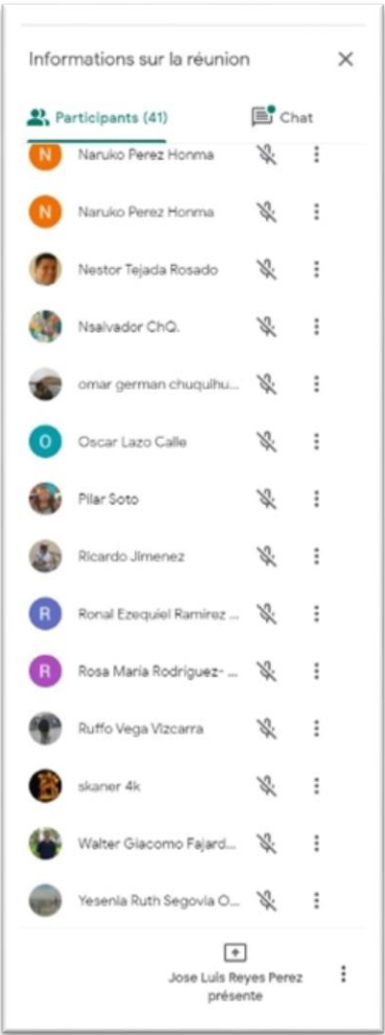 Informations sur la réunion
Participants (41)
Chat
N Naruko Perez Honma
N Naruko Perez Honma
Nestor Tejada Rosado
Nsalvador ChQ.
omar german chuquihu...
O Oscar Lazo Calle
Pilar Soto
Ricardo Jimenez
R Ronal Ezequiel Ramirez ...
R Rosa María Rodríguez- ...
Ruffo Vega Vizcarra
skaner 4k
Walter Giacomo Fajard...
Yesenia Ruth Segovia O...
Jose Luis Reyes Perez
présente